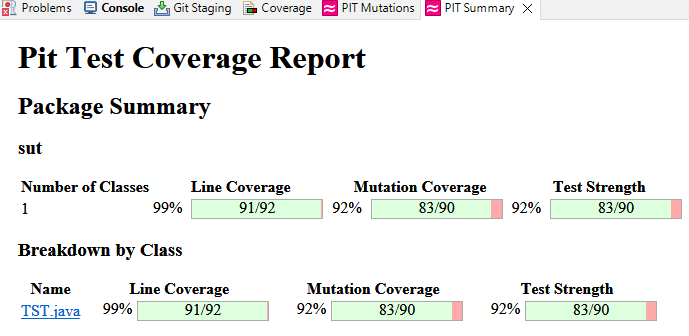 Problems Console Git Staging Coverage PIT Mutations PIT Summary
Pit Test Coverage Report
Package Summary
sut
Number of Classes Line Coverage Mutation Coverage Test Strength
1 99% 91/92 92% 83/90 92% 83/90
Breakdown by Class
Name Line Coverage Mutation Coverage Test Strength
TST.java 99% 91/92 92% 83/90 92% 83/90